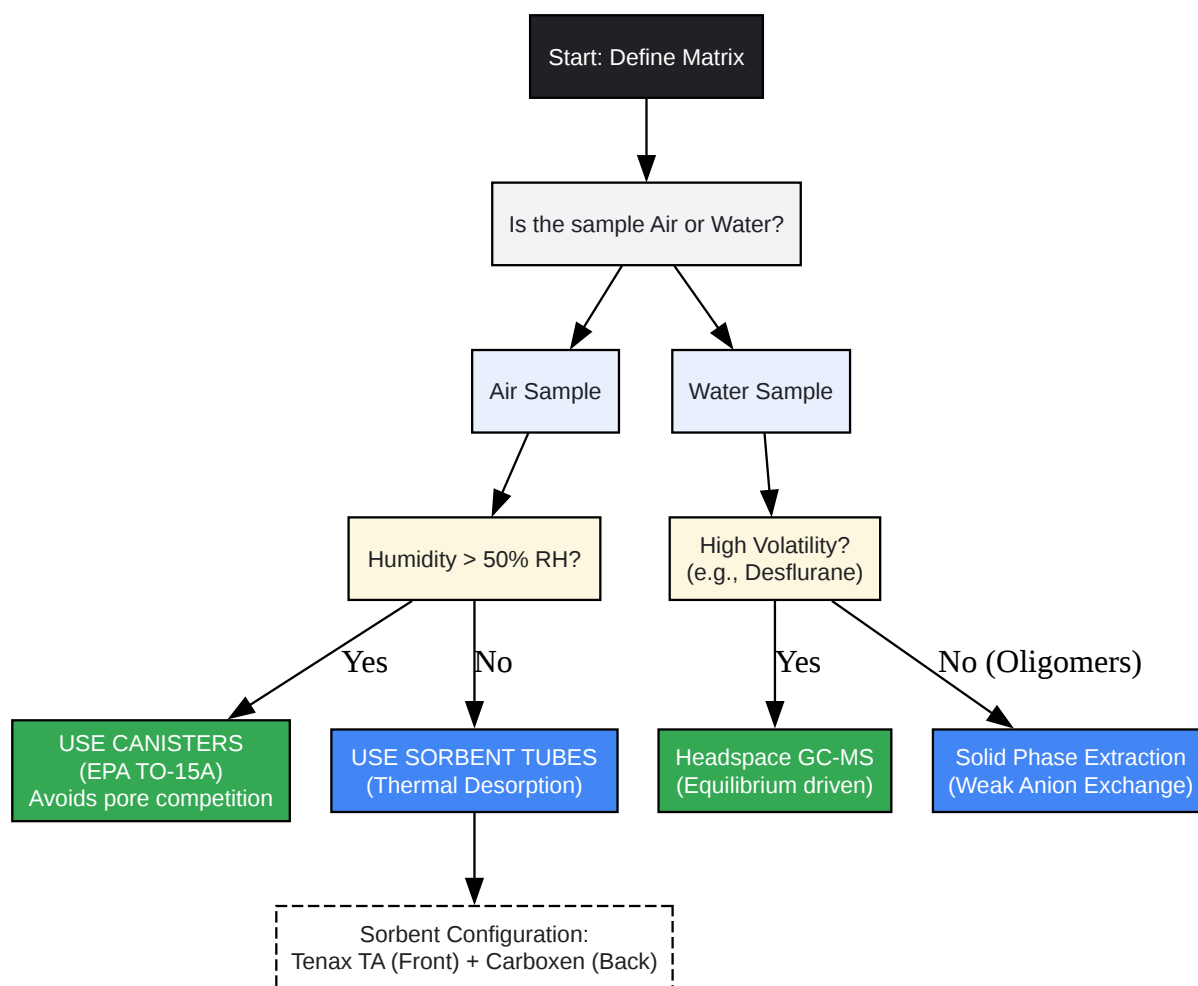 Start: Define Matrix
Is the sample Air or Water?
Air Sample
Water Sample
Humidity > 50% RH?
High Volatility?
(e.g., Desflurane)
Yes
No
Yes
No (Oligomers)
USE CANISTERS
(EPA TO-15A)
Avoids pore competition
USE SORBENT TUBES
(Thermal Desorption)
Headspace GC-MS
(Equilibrium driven)
Solid Phase Extraction
(Weak Anion Exchange)
Sorbent Configuration:
Tenax TA (Front) + Carboxen (Back)